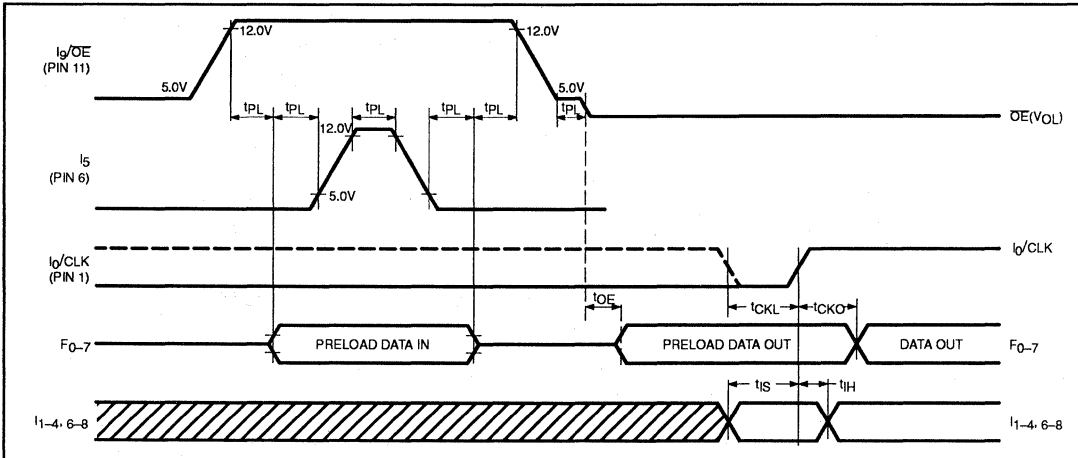 I9/OE
(PIN 11)
12.0V
12.0V
5.0V
5.0V
tPL
tPL
tPL
tPL
tPL
tPL
OE(VOL)
12.0V
I5
(PIN 6)
5.0V
I0/CLK
(PIN 1)
I0/CLK
tOE
tCKL
tCKO
F0–7
PRELOAD DATA IN
PRELOAD DATA OUT
DATA OUT
F0–7
tIS
tIH
I1–4, 6–8
I1–4, 6–8